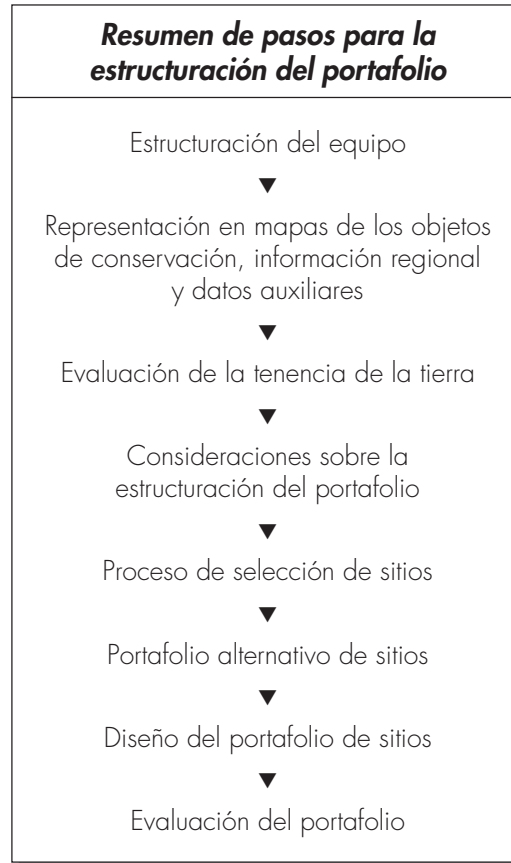 Resumen de pasos para la
estructuración del portafolio
Estructuración del equipo
▼
Representación en mapas de los objetos
de conservación, información regional
y datos auxiliares
▼
Evaluación de la tenencia de la tierra
▼
Consideraciones sobre la
estructuración del portafolio
▼
Proceso de selección de sitios
▼
Portafolio alternativo de sitios
▼
Diseño del portafolio de sitios
▼
Evaluación del portafolio